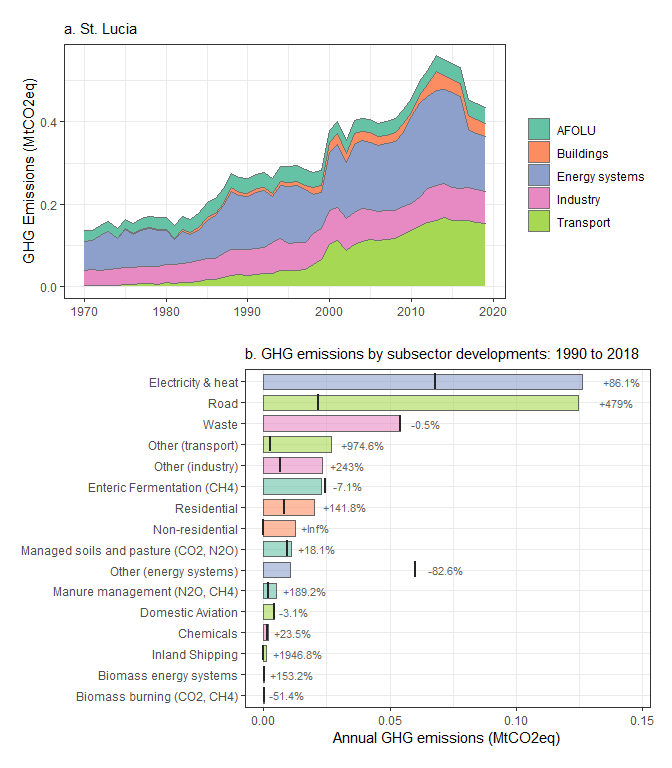 a. St. Lucia
GHG Emissions (MtCO2eq)
0.4
0.2
0.0
1970
1980
1990
2000
2010
2020
AFOLU
Buildings
Energy systems
Industry
Transport
b. GHG emissions by subsector developments: 1990 to 2018
Electricity & heat
+86.1%
Road
+479%
Waste
-0.5%
Other (transport)
+974.6%
Other (industry)
+243%
Enteric Fermentation (CH4)
-7.1%
Residential
+141.8%
Non-residential
+Inf%
Managed soils and pasture (CO2, N2O)
+18.1%
Other (energy systems)
-82.6%
Manure management (N2O, CH4)
+189.2%
Domestic Aviation
-3.1%
Chemicals
+23.5%
Inland Shipping
+1946.8%
Biomass energy systems
+153.2%
Biomass burning (CO2, CH4)
-51.4%
0.00
0.05
0.10
0.15
Annual GHG emissions (MtCO2eq)